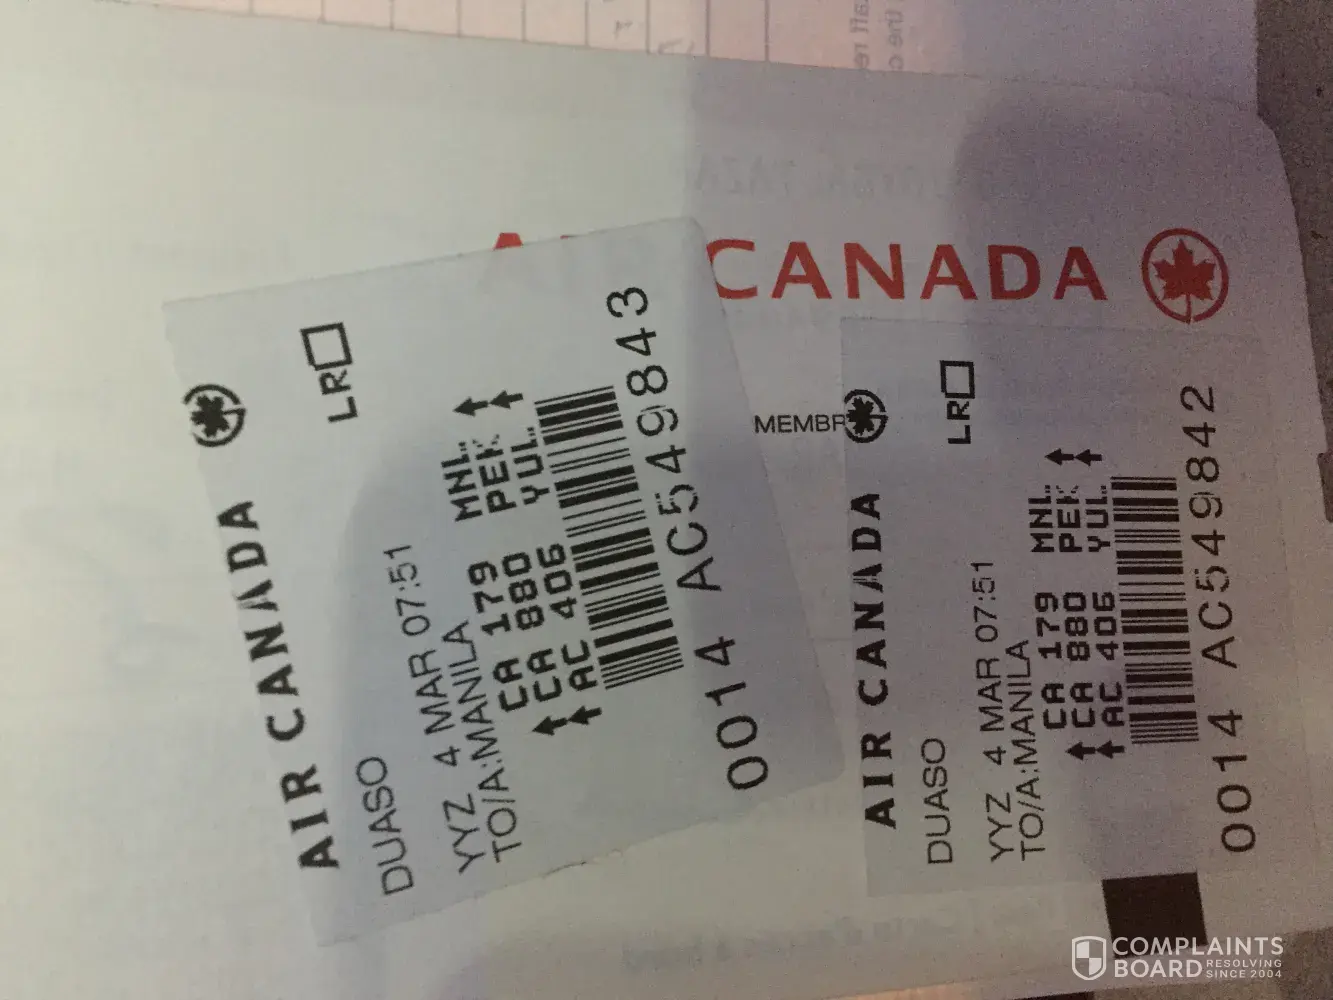 AIR CANADA
LR
DUASO
YYZ 4 MAR 07:51
TO/A:MANILA
CA 179 MNL
CA 880 PEK
AC 406 YUL
0014 AC549843
CANADA
MEMBR
AIR CANADA
LR
DUASO
YYZ 4 MAR 07:51
TO/A:MANILA
CA 179 MNL
CA 880 PEK
AC 406 YUL
0014 AC549842
COMPLAINTS
BOARD RESOLVING
SINCE 2004